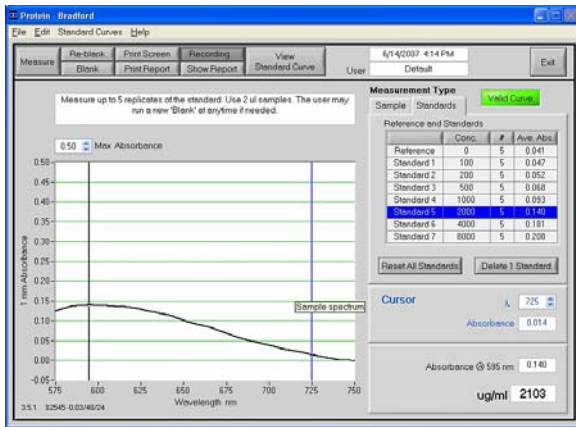 Protein - Bradford
File Edit Standard Curves Help
Measure Re-blank Print Screen Recording View Standard Curve 6/14/2007 4:14 PM Exit
Blank Print Report Show Report User Default
Measure up to 5 replicates of the standard. Use 2 ul samples. The user may
run a new 'Blank' at anytime if needed.
Measurement Type
Sample Standards Valid Curve
Reference and Standards
Conc. # Ave. Abs.
Reference 0 5 0.041
Standard 1 100 5 0.047
Standard 2 200 5 0.052
Standard 3 500 5 0.068
Standard 4 1000 5 0.093
Standard 5 2000 5 0.140
Standard 6 4000 5 0.181
Standard 7 8000 5 0.208
Reset All Standards Delete 1 Standard
0.50 Max Absorbance
0.50
0.45
0.40
0.35
0.30
0.25
0.20
0.15
0.10
0.05
0.00
-0.05
1 mm Absorbance
Sample spectrum
575 600 625 650 675 700 725 750
Wavelength nm
Cursor λ 725
Absorbance 0.014
Absorbance @ 595 nm 0.140
ug/ml 2103
3.5.1 82545 -0.03/48/24